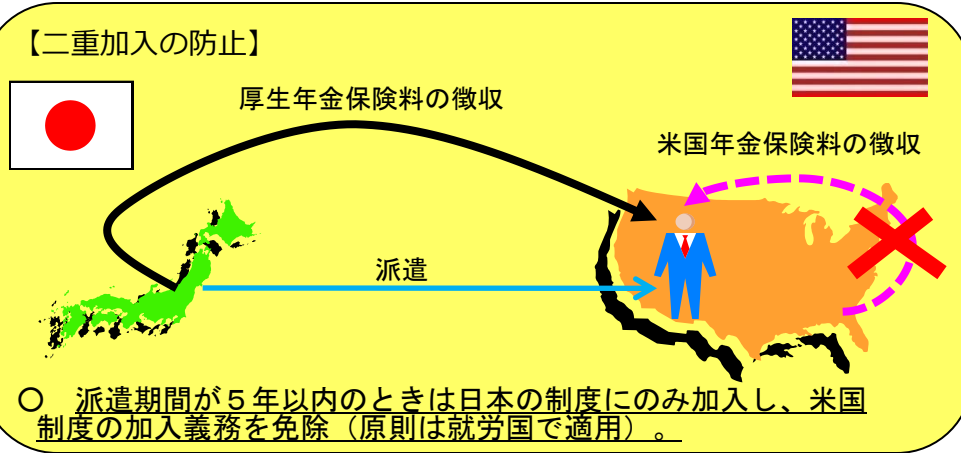 【二重加入の防止】
厚生年金保険料の徴収
米国年金保険料の徴収
派遣
○　派遣期間が５年以内のときは日本の制度にのみ加入し、米国
制度の加入義務を免除（原則は就労国で適用）。